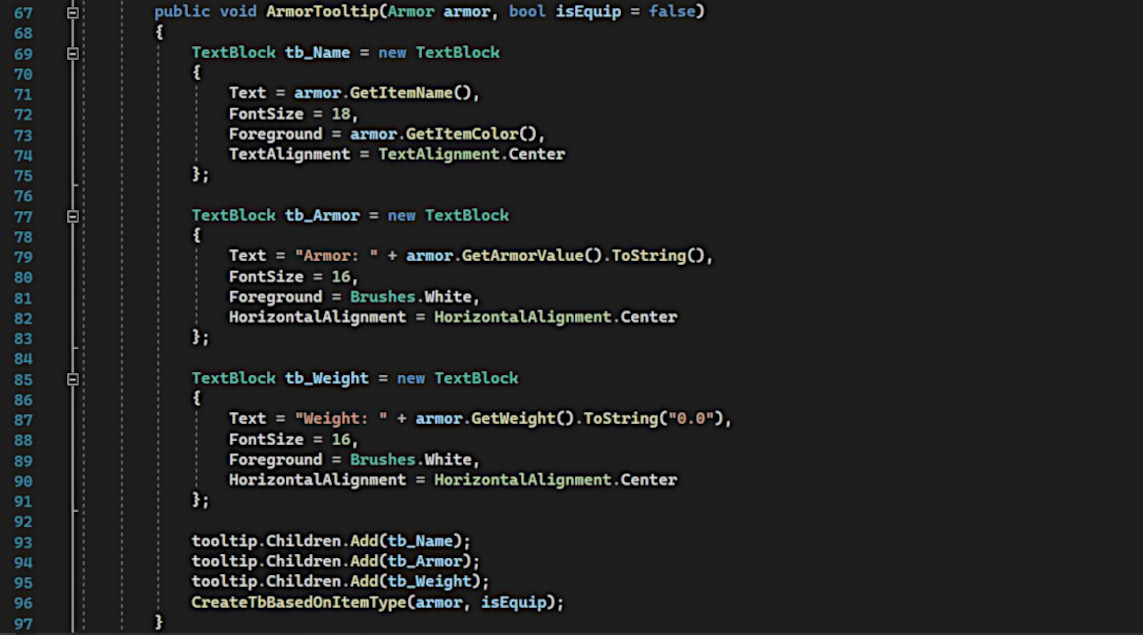 67 public void ArmorTooltip(Armor armor, bool isEquip = false)
68 {
69 TextBlock tb_Name = new TextBlock
70 {
71 Text = armor.GetItemName(),
72 FontSize = 18,
73 Foreground = armor.GetItemColor(),
74 TextAlignment = TextAlignment.Center
75 };
76
77 TextBlock tb_Armor = new TextBlock
78 {
79 Text = "Armor: " + armor.GetArmorValue().ToString(),
80 FontSize = 16,
81 Foreground = Brushes.White,
82 HorizontalAlignment = HorizontalAlignment.Center
83 };
84
85 TextBlock tb_Weight = new TextBlock
86 {
87 Text = "Weight: " + armor.GetWeight().ToString("0.0"),
88 FontSize = 16,
89 Foreground = Brushes.White,
90 HorizontalAlignment = HorizontalAlignment.Center
91 };
92
93 tooltip.Children.Add(tb_Name);
94 tooltip.Children.Add(tb_Armor);
95 tooltip.Children.Add(tb_Weight);
96 CreateTbBasedOnItemType(armor, isEquip);
97 }